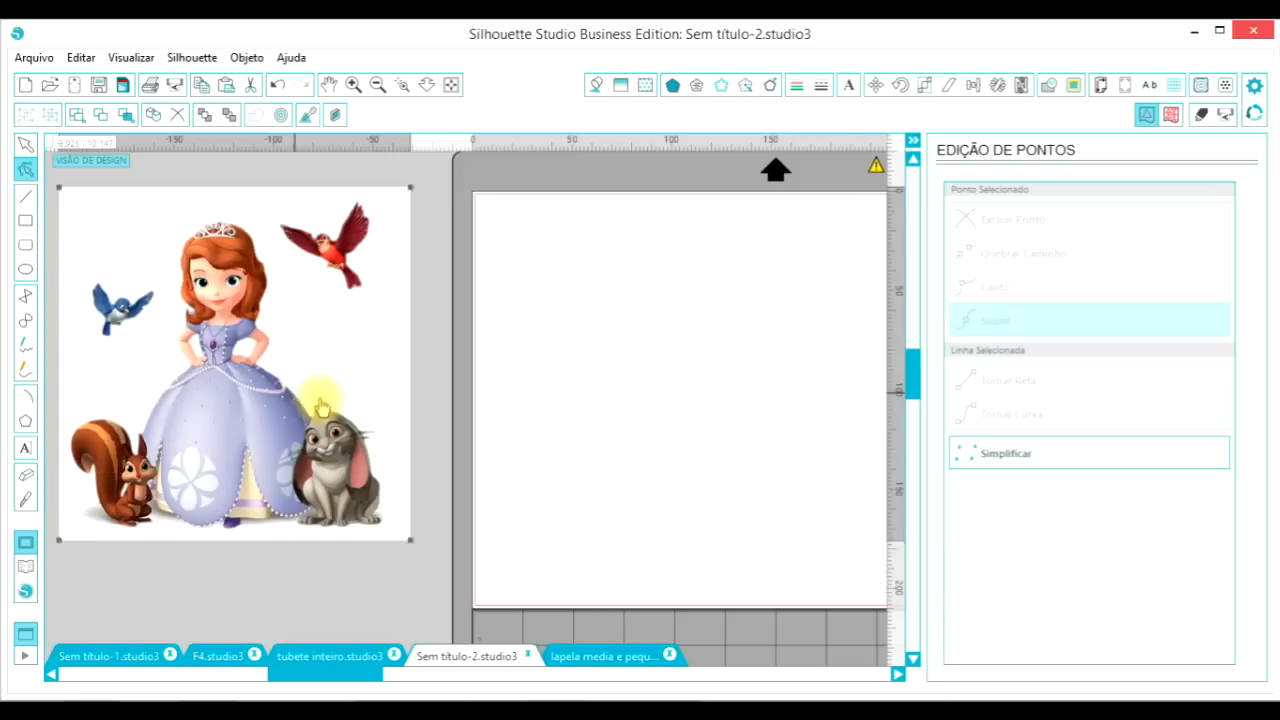 Silhouette Studio Business Edition: Sem título-2.studio3
Arquivo Editar Visualizar Silhouette Objeto Ajuda
A A b
-150 -100 -50 0 50 100 150
VISÃO DE DESIGN
EDIÇÃO DE PONTOS
Ponto Selecionado
Excluir Ponto
Quebrar Caminho
Canto
Suave
Linha Selecionada
Tornar Reta
Tornar Curva
Simplificar
50
100
150
200
A
Sem título-1.studio3 F4.studio3 tubete inteiro.studio3 Sem título-2.studio3 lapela media e pequ...